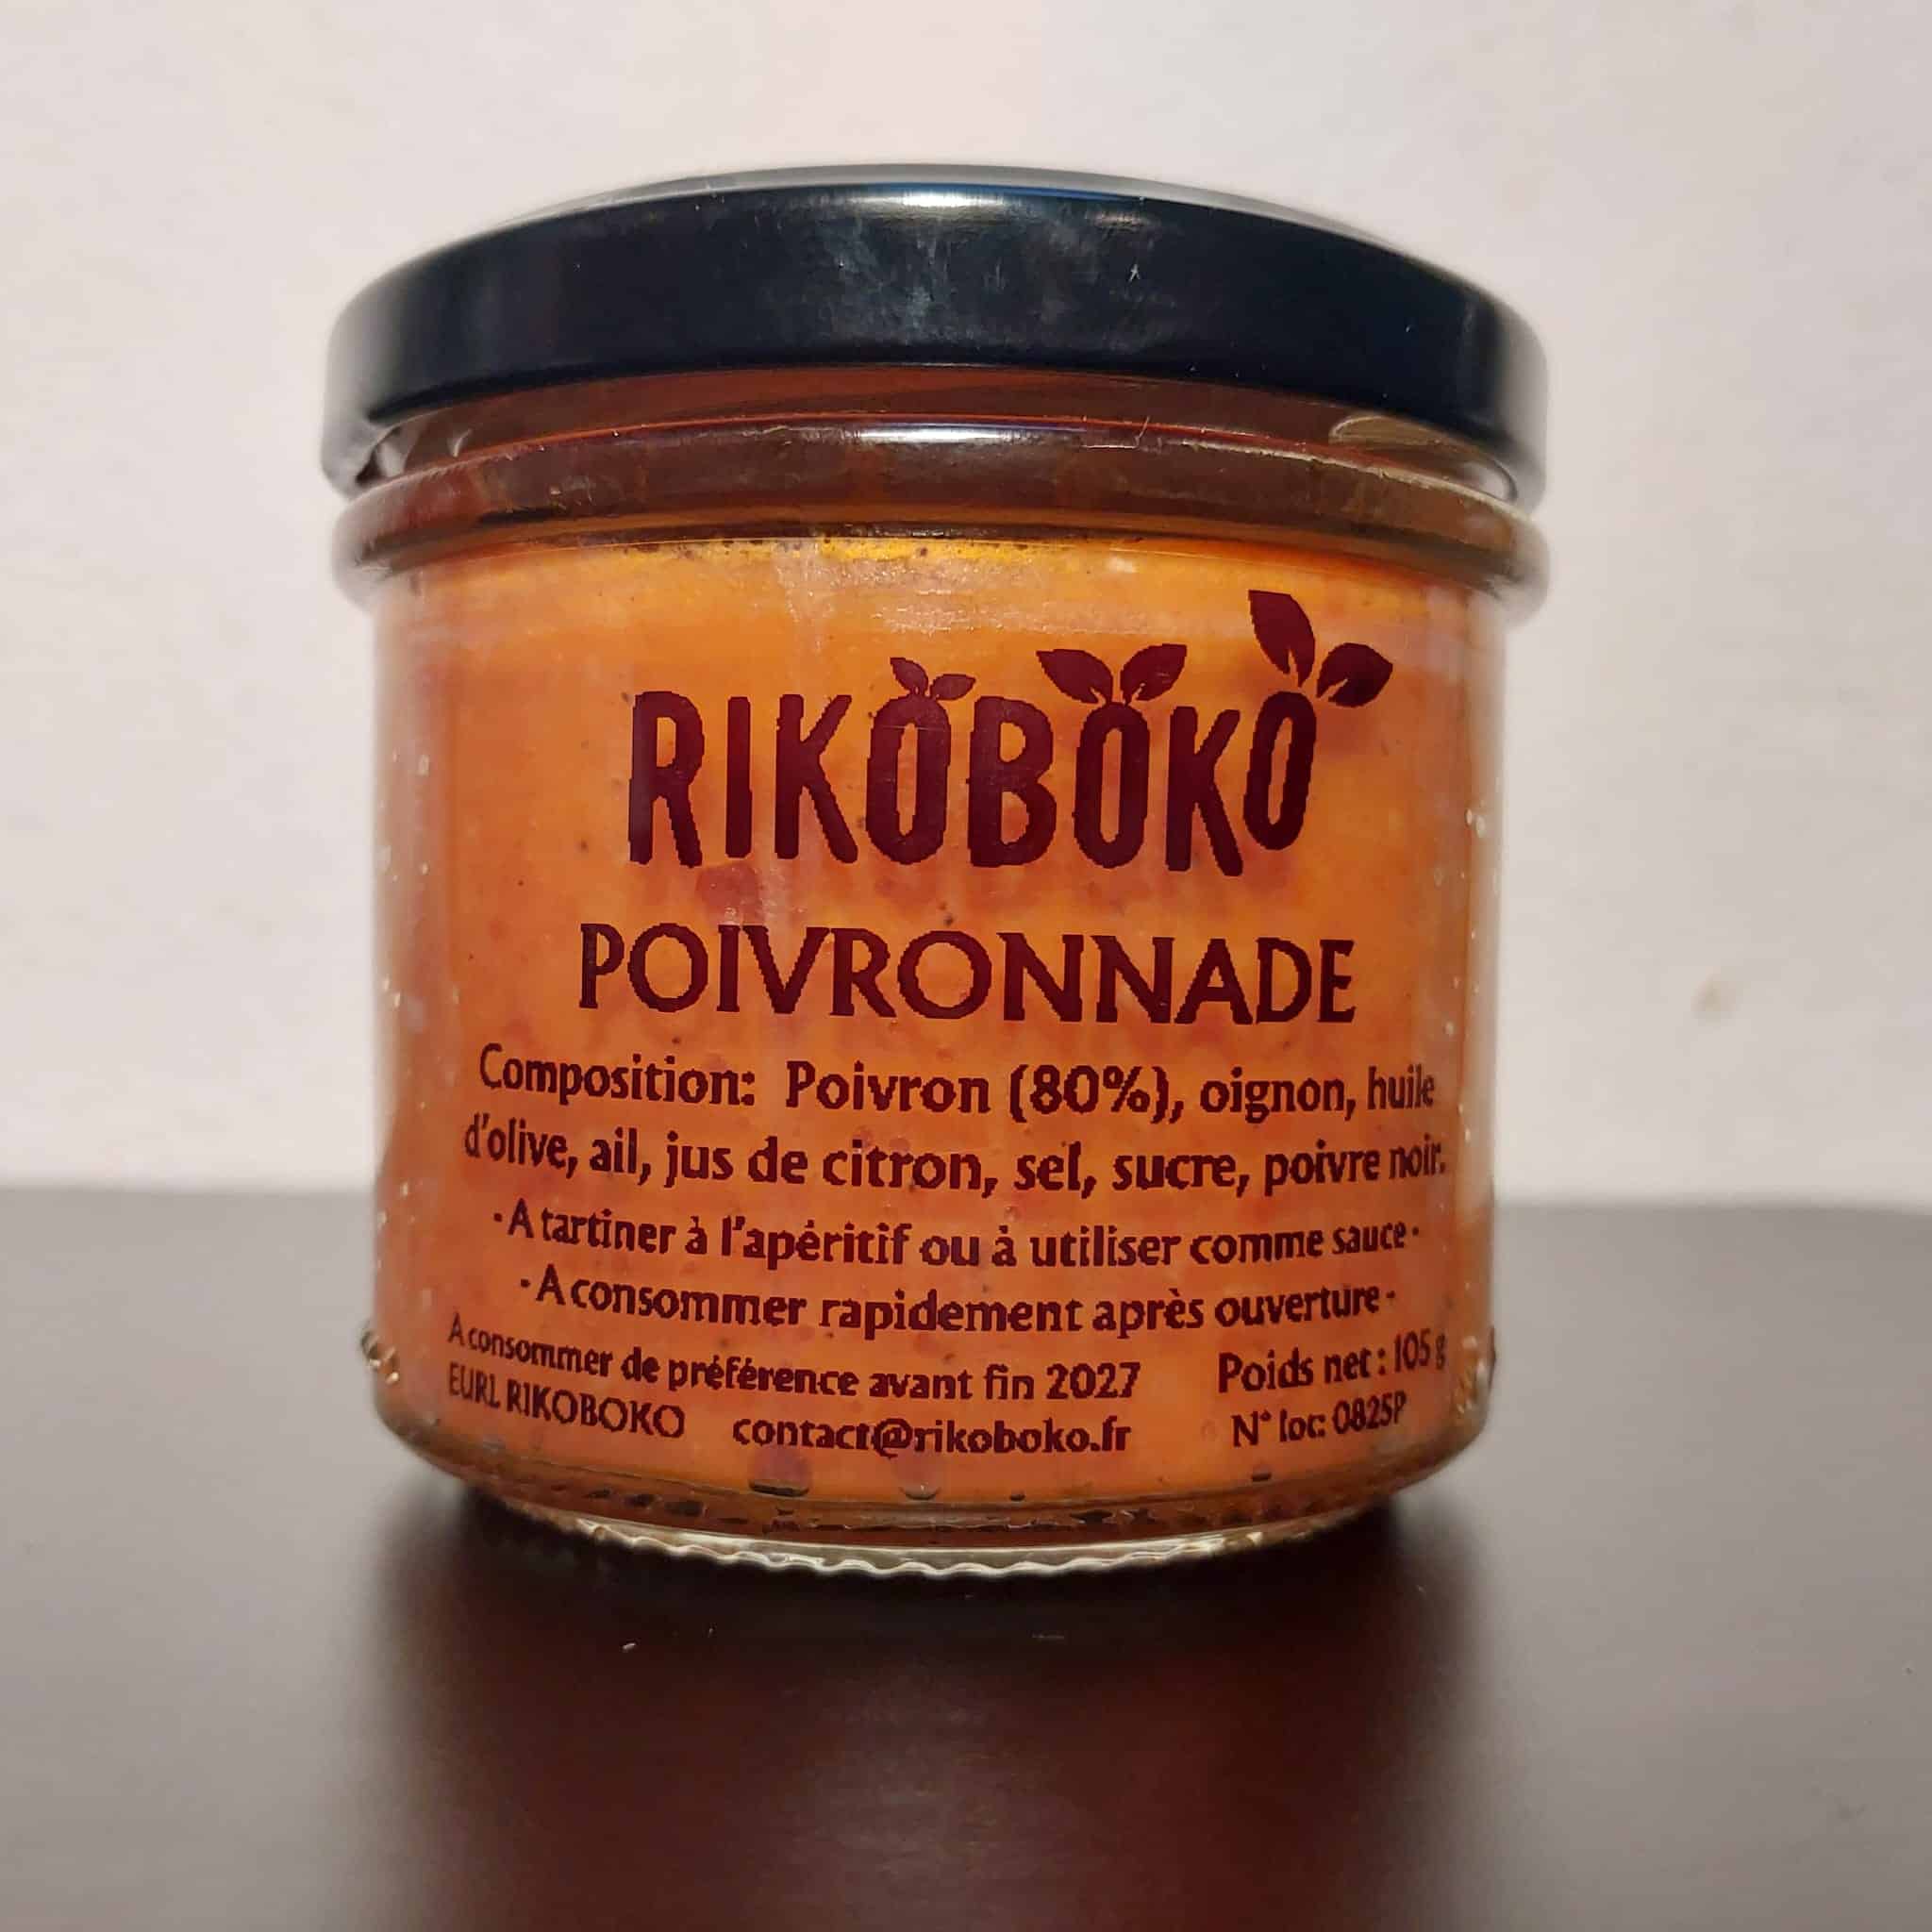 RIKOBOKO
POIVRONNADE
Composition: Poivron (80%), oignon, huile
d'olive, ail, jus de citron, sel, sucre, poivre noir.
- A tartiner à l'apéritif ou à utiliser comme sauce -
- A consommer rapidement après ouverture -
A consommer de préférence avant fin 2027 Poids net : 105 g
EURL RIKOBOKO contact@rikoboko.fr N° lot: 0825P